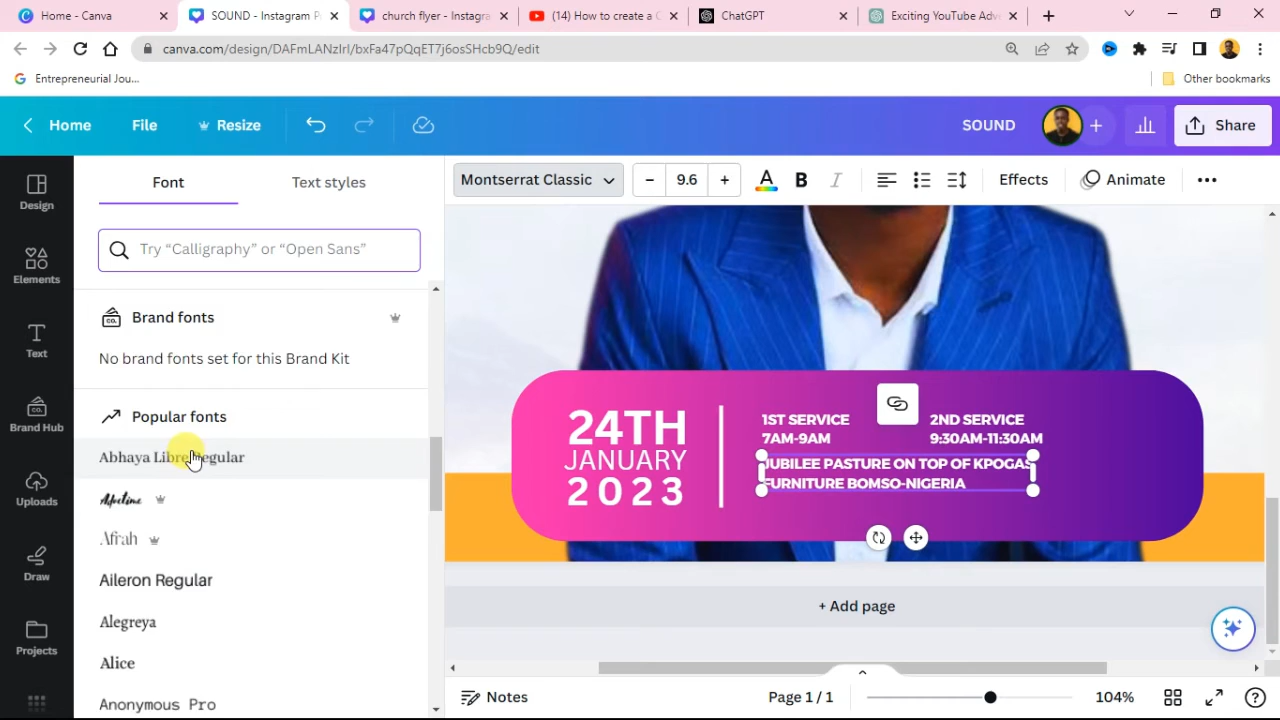 Home - Canva
SOUND - Instagram P
church flyer - Instagra
(14) How to create a C
ChatGPT
Exciting YouTube Adv
canva.com/design/DAFmLANzIrI/bxFa47pQqET7j6osSHcb9Q/edit
Entrepreneurial Jou...
Other bookmarks
Home
File
Resize
SOUND
Share
Design
Elements
Text
Brand Hub
Uploads
Draw
Projects
Font
Text styles
Try “Calligraphy” or “Open Sans”
Brand fonts
No brand fonts set for this Brand Kit
Popular fonts
Abhaya Libre Regular
Afrah
Aileron Regular
Alegreya
Alice
Anonymous Pro
Montserrat Classic
9.6
A
B
I
Effects
Animate
24TH
JANUARY
2023
1ST SERVICE
7AM-9AM
2ND SERVICE
9:30AM-11:30AM
JUBILEE PASTURE ON TOP OF KPOGAS
FURNITURE BOMSO-NIGERIA
+ Add page
Notes
Page 1 / 1
104%